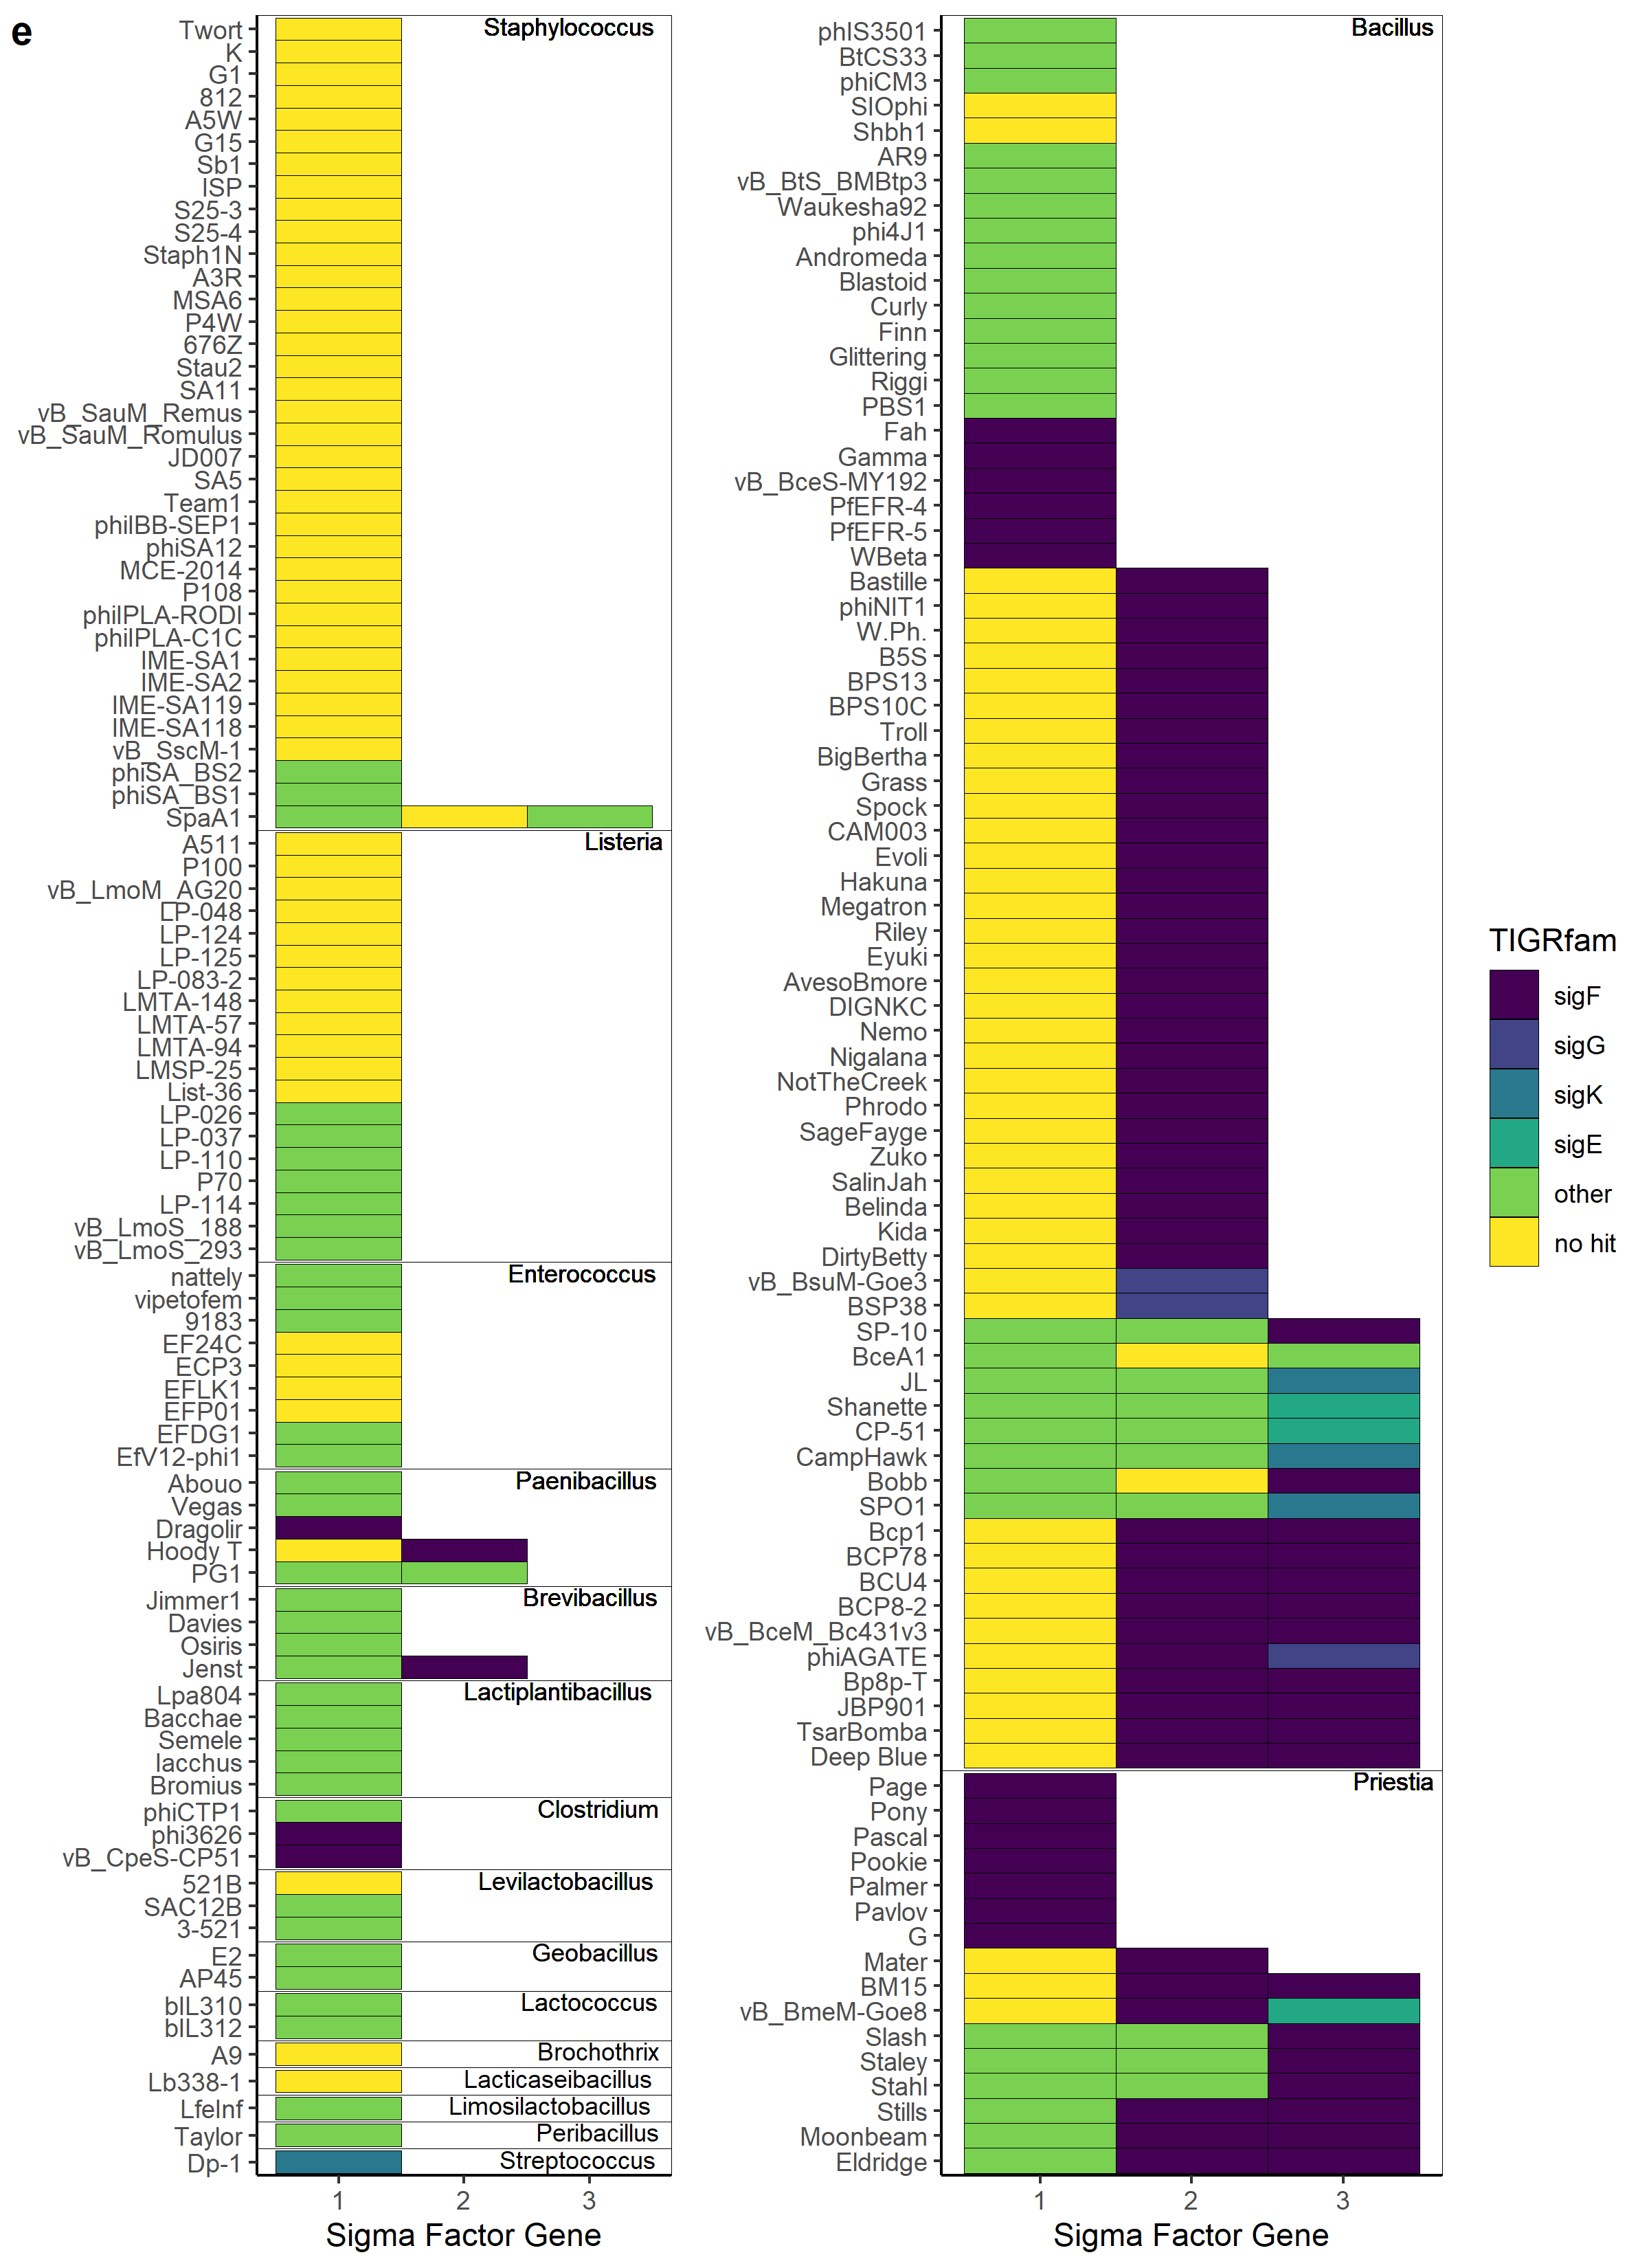 e
Staphylococcus
Twort
K
G1
812
A5W
G15
Sb1
ISP
S25-3
S25-4
Staph1N
A3R
MSA6
P4W
676Z
Stau2
SA11
vB_SauM_Remus
vB_SauM_Romulus
JD007
SA5
Team1
phiIBB-SEP1
phiSA12
MCE-2014
P108
phiIPLA-RODI
phiIPLA-C1C
IME-SA1
IME-SA2
IME-SA119
IME-SA118
vB_SscM-1
phiSA_BS2
phiSA_BS1
SpaA1
Listeria
A511
P100
vB_LmoM_AG20
LP-048
LP-124
LP-125
LP-083-2
LMTA-148
LMTA-57
LMTA-94
LMSP-25
List-36
LP-026
LP-037
LP-110
P70
LP-114
vB_LmoS_188
vB_LmoS_293
Enterococcus
nattely
vipetofem
9183
EF24C
ECP3
EFLK1
EFP01
EFDG1
EfV12-phi1
Paenibacillus
Abouo
Vegas
Dragolir
Hoody T
PG1
Brevibacillus
Jimmer1
Davies
Osiris
Jenst
Lactiplantibacillus
Lpa804
Bacchae
Semele
Iacchus
Bromius
Clostridium
phiCTP1
phi3626
vB_CpeS-CP51
Levilactobacillus
521B
SAC12B
3-521
Geobacillus
E2
AP45
Lactococcus
bIL310
bIL312
Brochothrix
A9
Lacticaseibacillus
Lb338-1
Limosilactobacillus
LfeInf
Peribacillus
Taylor
Streptococcus
Dp-1
1 2 3
Sigma Factor Gene
Bacillus
phIS3501
BtCS33
phiCM3
SIOphi
Shbh1
AR9
vB_BtS_BMBtp3
Waukesha92
phi4J1
Andromeda
Blastoid
Curly
Finn
Glittering
Riggi
PBS1
Fah
Gamma
vB_BceS-MY192
PfEFR-4
PfEFR-5
WBeta
Bastille
phiNIT1
W.Ph.
B5S
BPS13
BPS10C
Troll
BigBertha
Grass
Spock
CAM003
Evoli
Hakuna
Megatron
Riley
Eyuki
AvesoBmore
DIGNKC
Nemo
Nigalana
NotTheCreek
Phrodo
SageFayge
Zuko
SalinJah
Belinda
Kida
DirtyBetty
vB_BsuM-Goe3
BSP38
SP-10
BceA1
JL
Shanette
CP-51
CampHawk
Bobb
SPO1
Bcp1
BCP78
BCU4
BCP8-2
vB_BceM_Bc431v3
phiAGATE
Bp8p-T
JBP901
TsarBomba
Deep Blue
Priestia
Page
Pony
Pascal
Pookie
Palmer
Pavlov
G
Mater
BM15
vB_BmeM-Goe8
Slash
Staley
Stahl
Stills
Moonbeam
Eldridge
1 2 3
Sigma Factor Gene
TIGRfam
sigF
sigG
sigK
sigE
other
no hit